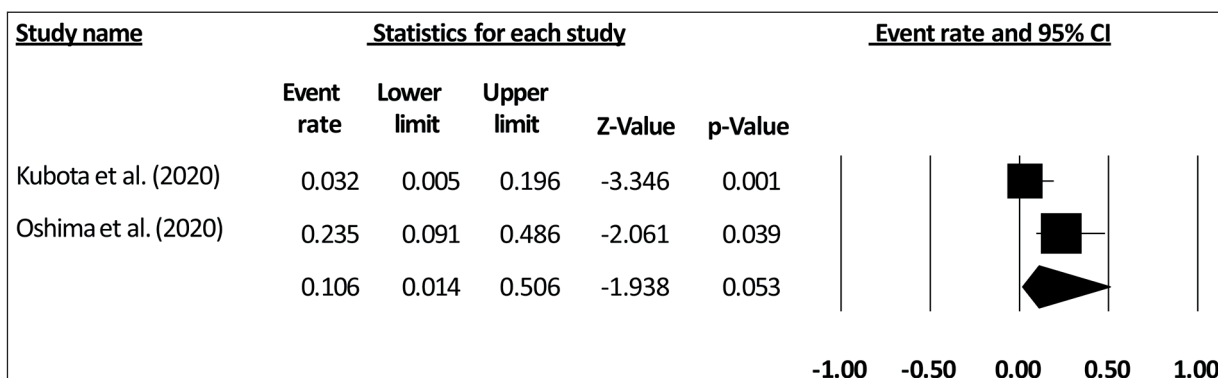 Study name Statistics for each study Event rate and 95% CI
Event rate Lower limit Upper limit Z-Value p-Value
Kubota et al. (2020) 0.032 0.005 0.196 -3.346 0.001
Oshima et al. (2020) 0.235 0.091 0.486 -2.061 0.039
0.106 0.014 0.506 -1.938 0.053
-1.00 -0.50 0.00 0.50 1.00